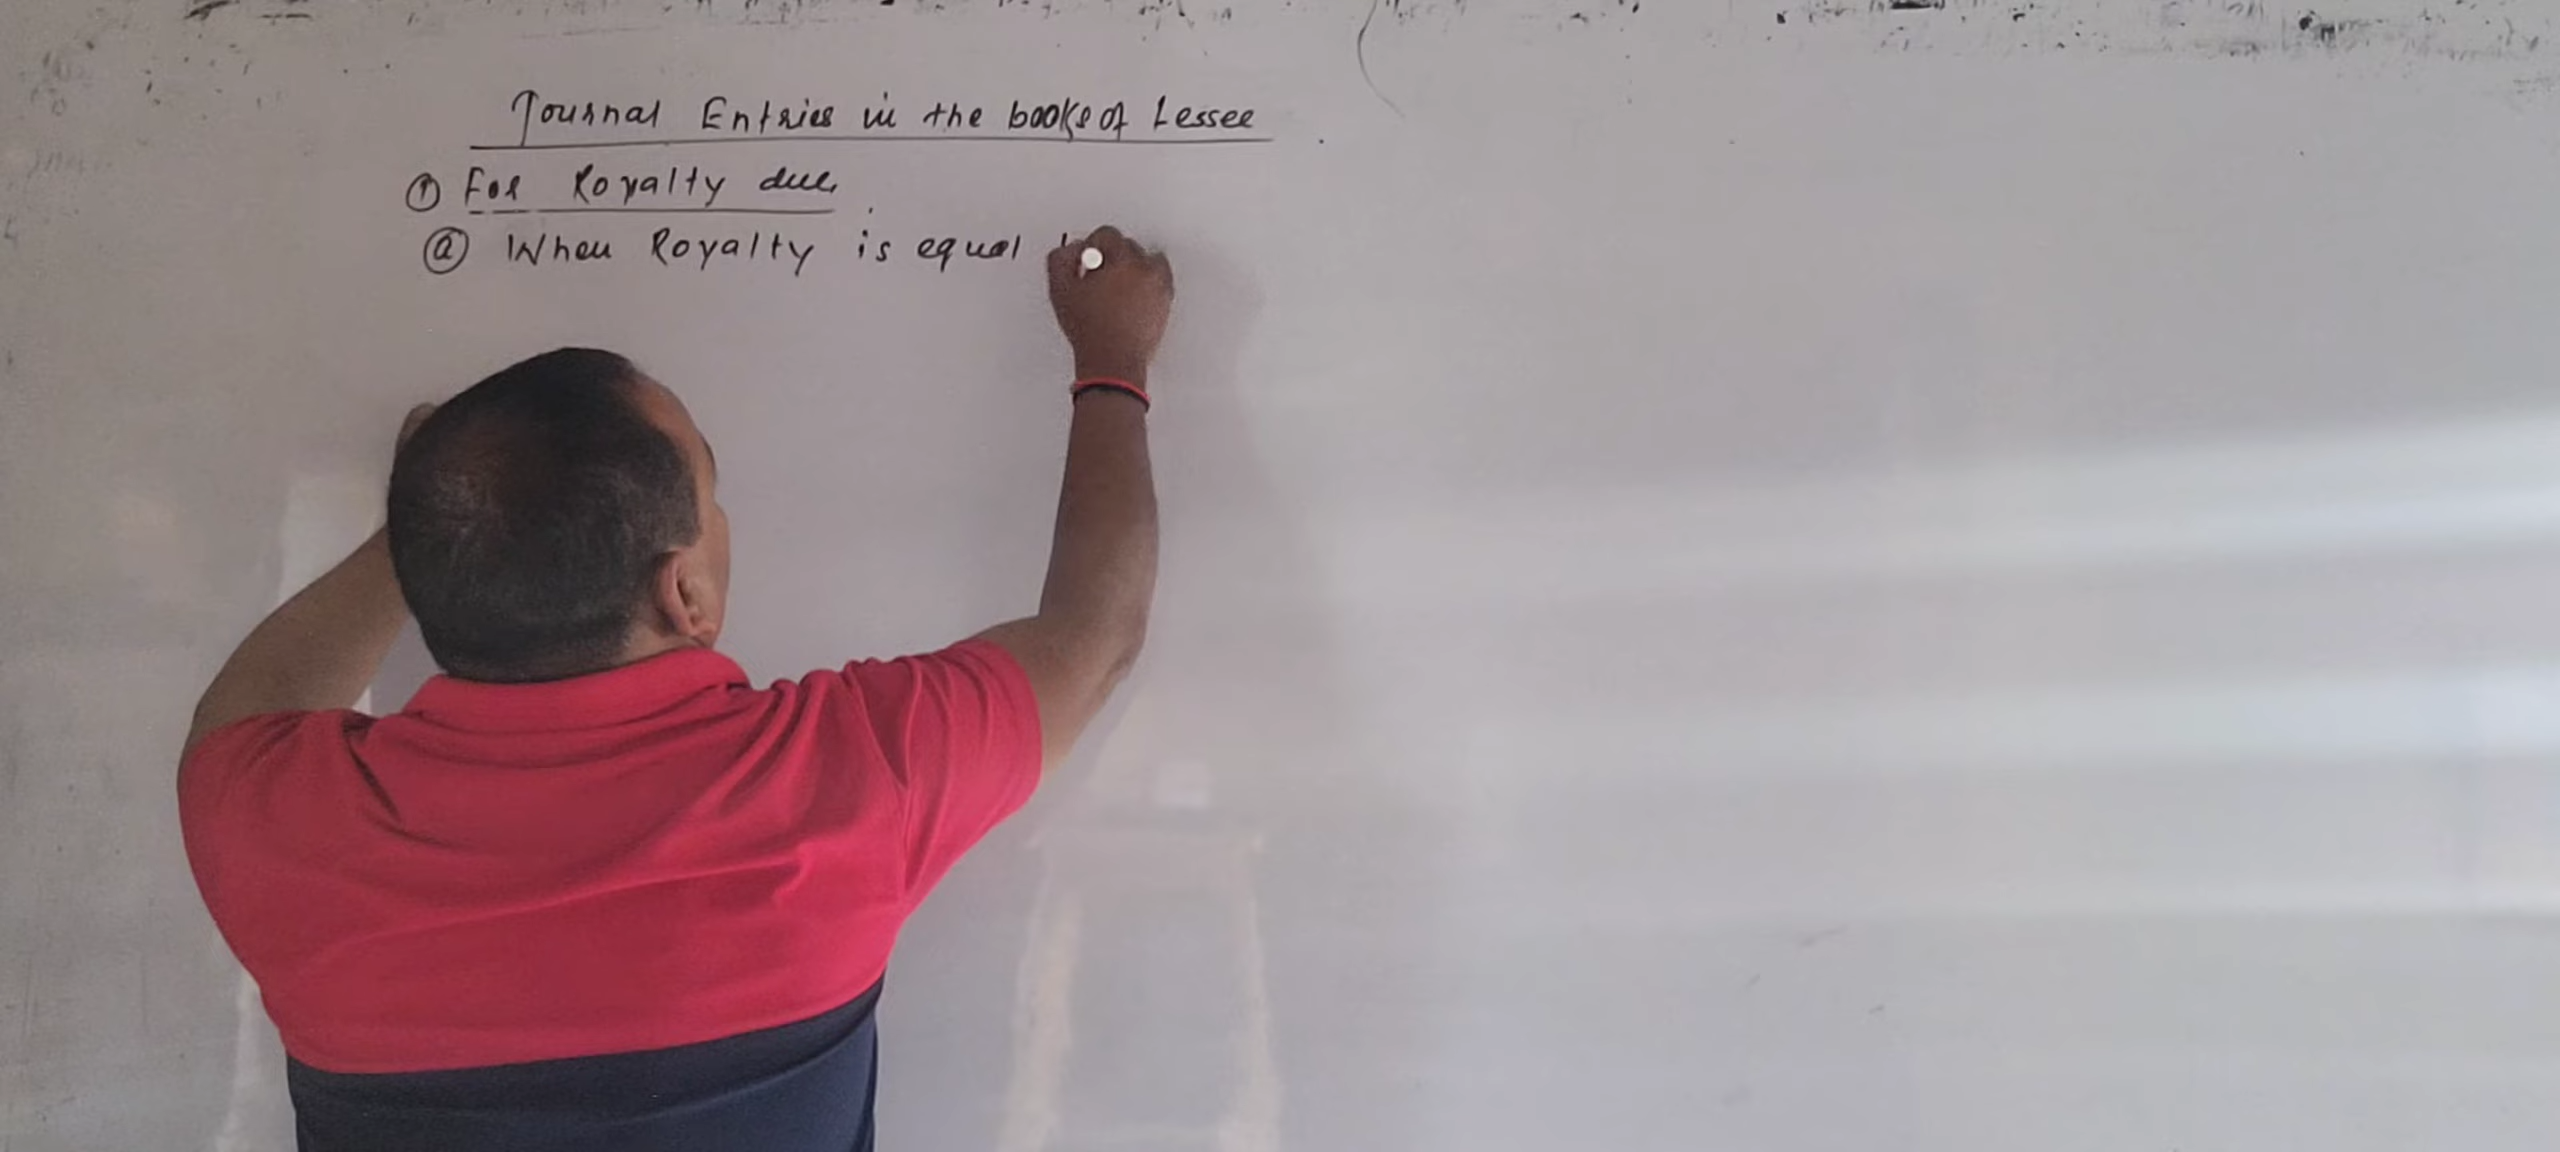 Journal Entries in the books of Lessee
① For Royalty due
ⓐ When Royalty is equal